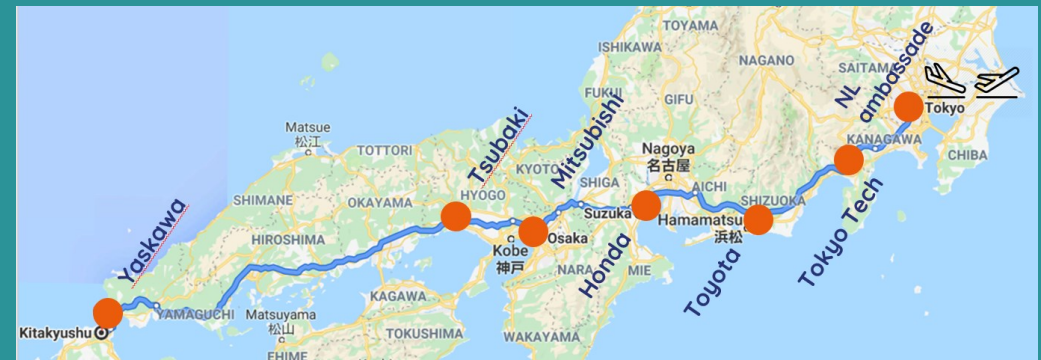 TOYAMA
ISHIKAWA
NAGANO
SAITAMA
NL
ambassade
Tokyo
FUKUI
GIFU
KANAGAWA
CHIBA
Matsue
松江
TOTTORI
Tsubaki
KYOTO
Mitsubishi
Nagoya
名古屋
SHIGA
AICHI
SHIZUOKA
HYOGO
OKAYAMA
SHIMANE
Yaskawa
HIROSHIMA
Suzuka
Hamamatsu
浜松
Osaka
Kobe
神戸
NARA
MIE
Honda
Toyota
Tokyo Tech
KAGAWA
YAMAGUCHI
Matsuyama
松山
Kitakyushu
TOKUSHIMA
WAKAYAMA
EHIME